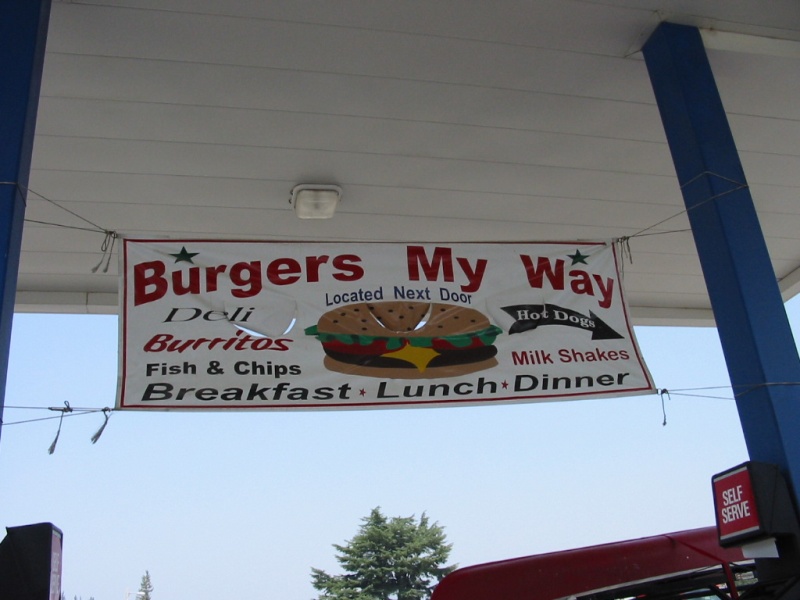 Burgers My Way
Located Next Door
Deli
Hot Dogs
Burritos
Milk Shakes
Fish & Chips
Breakfast * Lunch * Dinner
SELF
SERVE